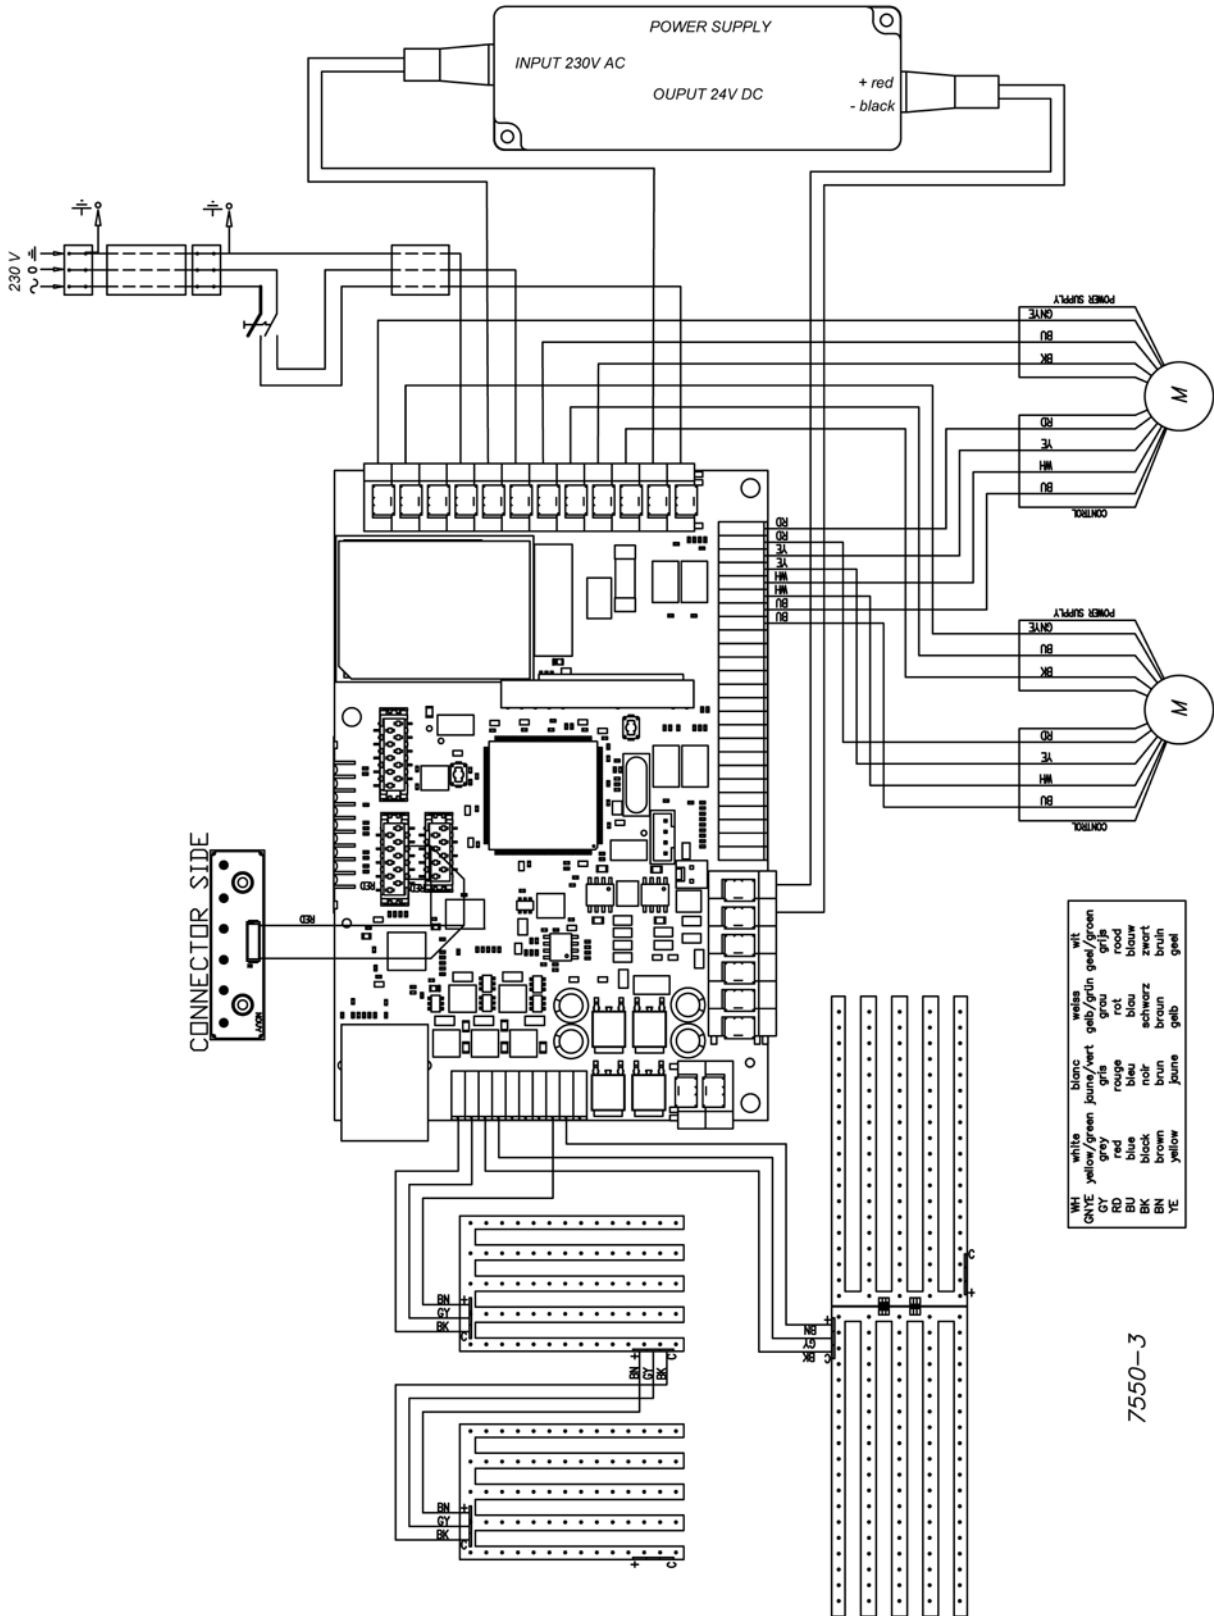 POWER SUPPLY
INPUT 230V AC
OUPUT 24V DC
+ red
- black
230 V
POWER SUPPLY
GNYE
BU
BK
M
RD
YE
WH
BU
CONTROL
RD
RD
YE
YE
WH
WH
BU
BU
POWER SUPPLY
GNYE
BU
BK
M
RD
YE
WH
BU
CONTROL
CONNECTOR SIDE
NOVY
RED
RED
RED
WH white blanc weiss wit
GNYE yellow/green jaune/vert gelb/grün geel/groen
GY grey gris grau grijs
RD red rouge rot rood
BU blue bleu blau blauw
BK black noir schwarz zwart
BN brown brun braun bruin
YE yellow jaune gelb geel
BN +
GY
BK C
+ C
BN
GY
BK
BN +
GY
BK C
+ C
+
BN
GY
BK
C
C
+
7550-3